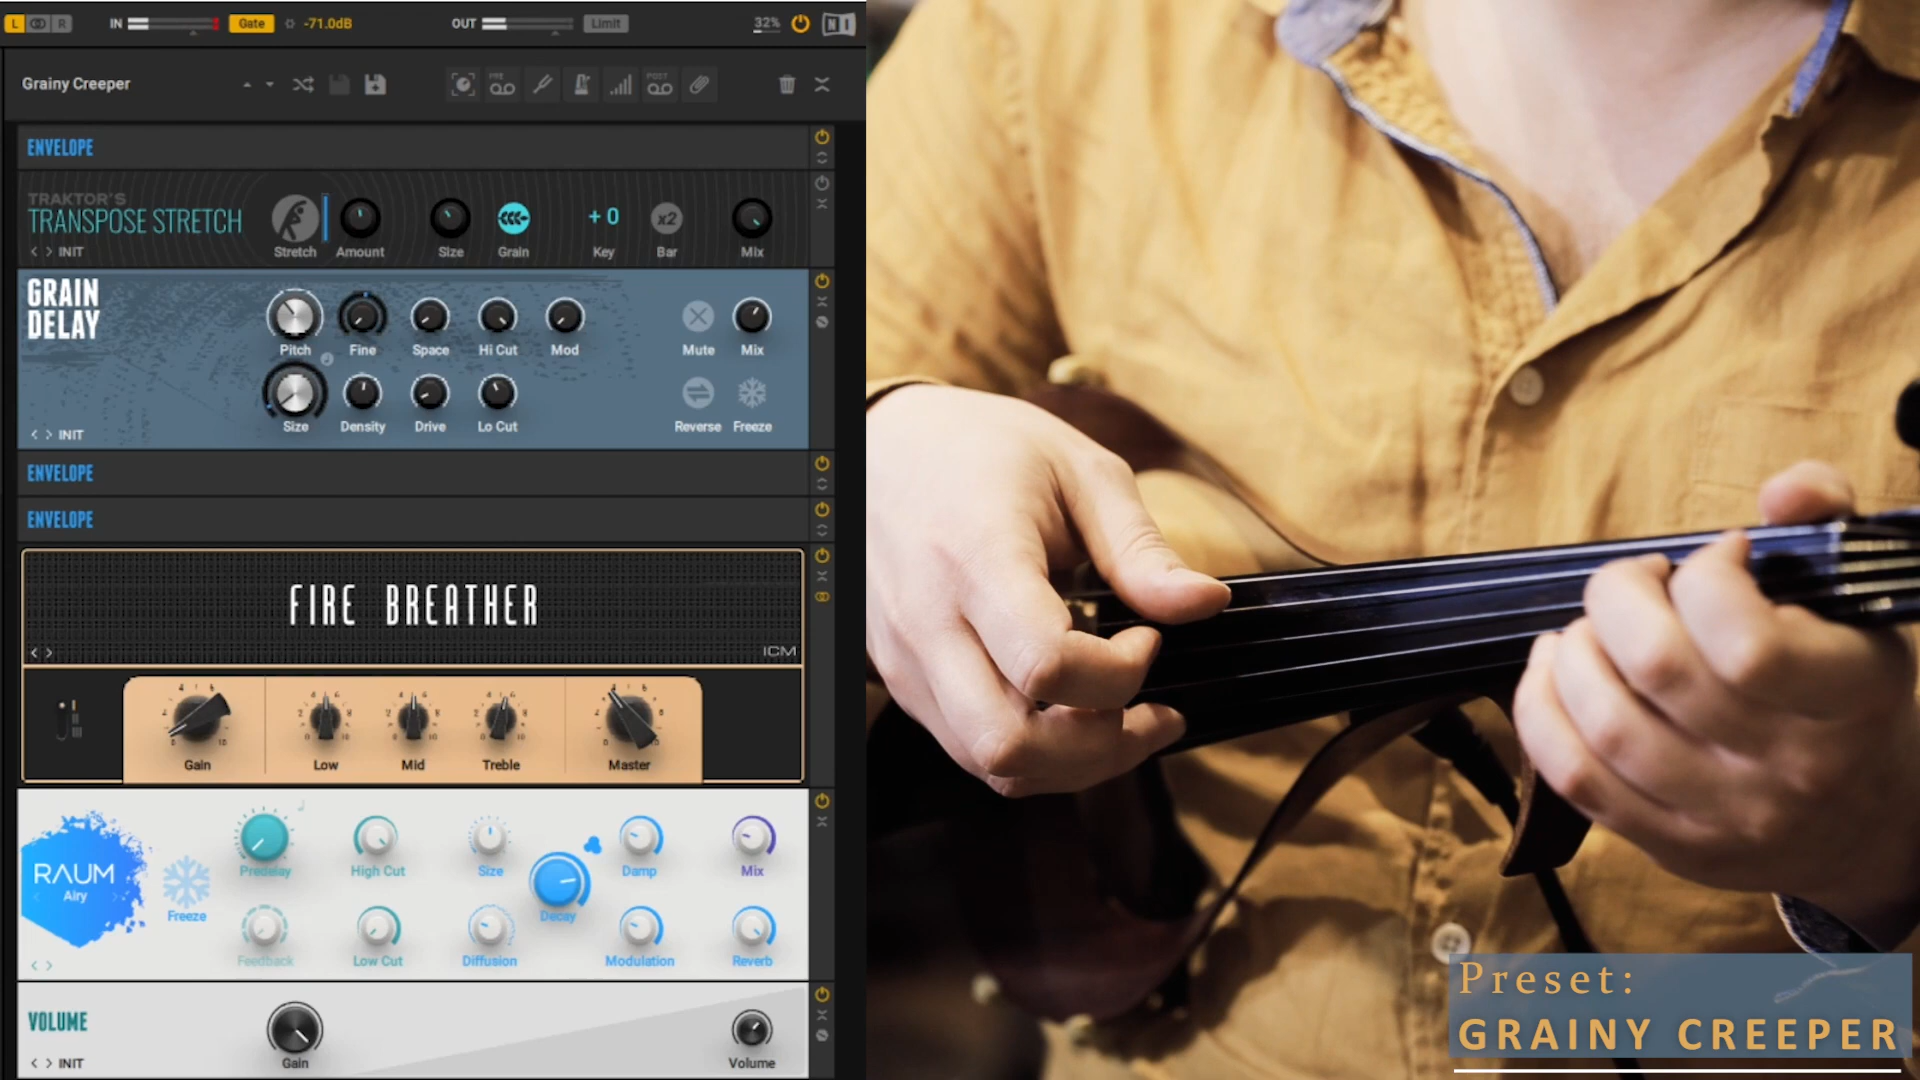 L R IN Gate -71.0dB OUT Limit 32% NI
Grainy Creeper PRE POST
ENVELOPE
TRAKTOR'S
TRANSPOSE STRETCH
+ 0 x2
< > INIT Stretch Amount Size Grain Key Bar Mix
GRAIN
DELAY
Pitch Fine Space Hi Cut Mod Mute Mix
Size Density Drive Lo Cut Reverse Freeze
< > INIT
ENVELOPE
ENVELOPE
FIRE BREATHER
< > ICM
Gain Low Mid Treble Master
RAUM
Airy
Freeze
Predelay High Cut Size Decay Damp Mix
Feedback Low Cut Diffusion Modulation Reverb
< >
VOLUME
< > INIT Gain Volume
Preset:
GRAINY CREEPER